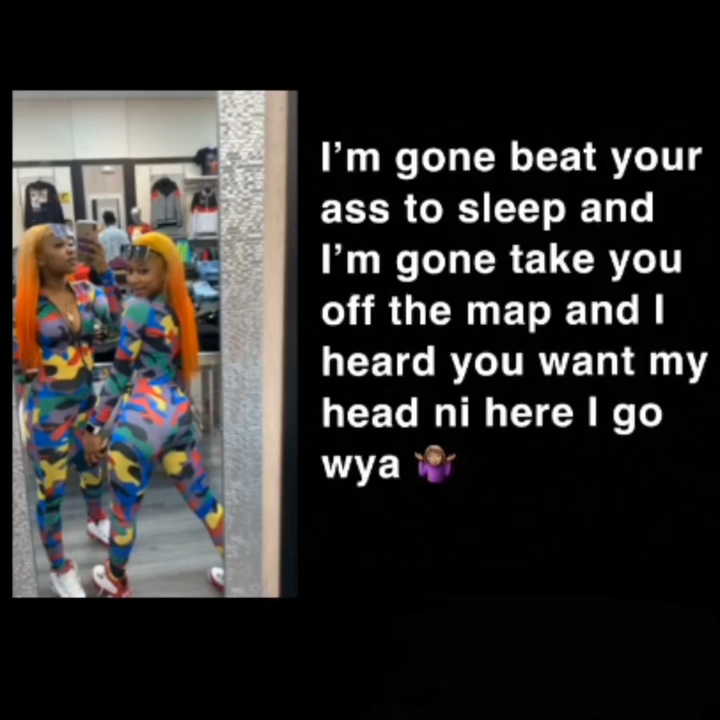 I’m gone beat your
ass to sleep and
I’m gone take you
off the map and I
heard you want my
head ni here I go
wya 🤷🏽‍♀️